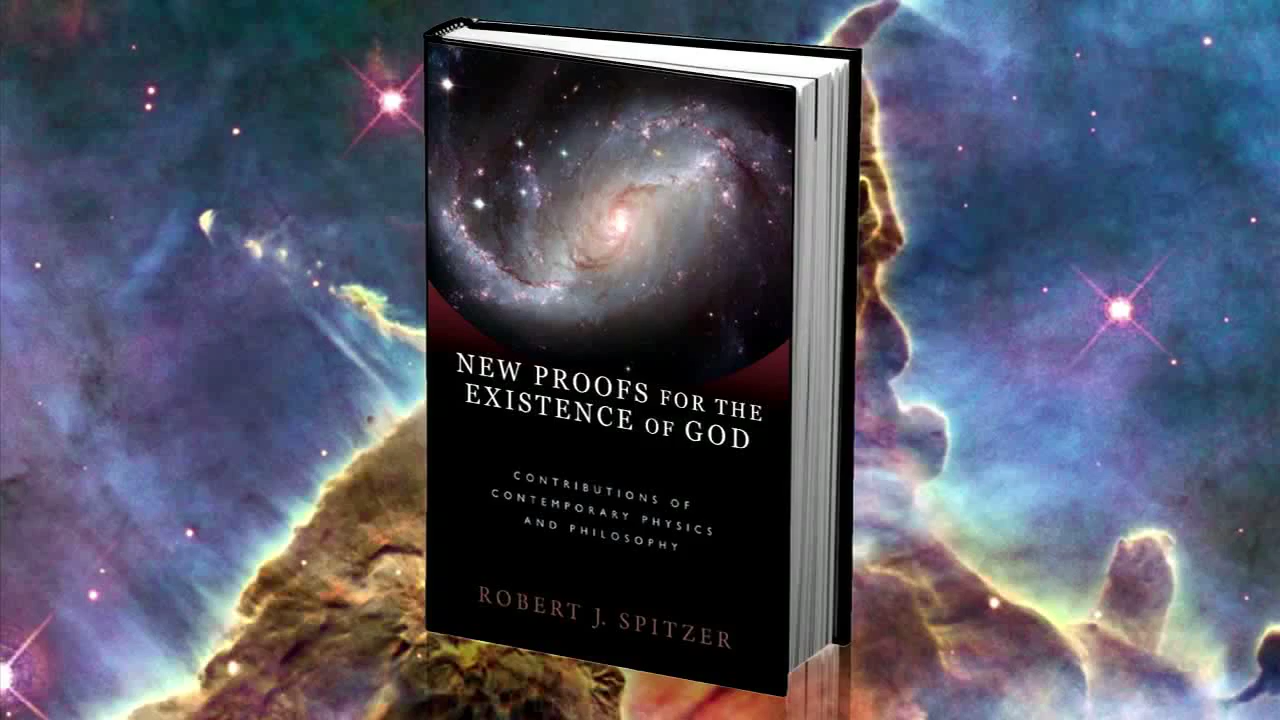 NEW PROOFS FOR THE
EXISTENCE OF GOD
CONTRIBUTIONS OF
CONTEMPORARY PHYSICS
AND PHILOSOPHY
ROBERT J. SPITZER